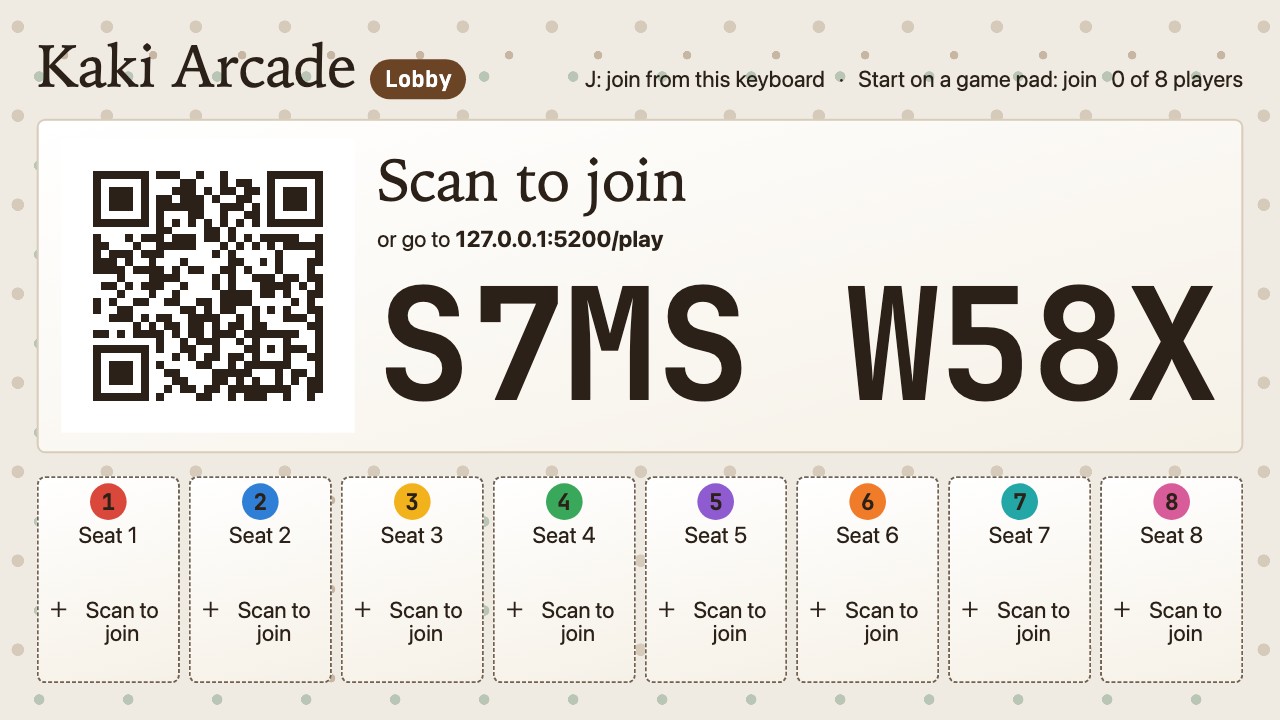 Kaki Arcade Lobby J: join from this keyboard · Start on a game pad: join 0 of 8 players
Scan to join
or go to 127.0.0.1:5200/play
S7MS W58X
1 2 3 4 5 6 7 8
Seat 1 Seat 2 Seat 3 Seat 4 Seat 5 Seat 6 Seat 7 Seat 8
+ Scan to + Scan to + Scan to + Scan to + Scan to + Scan to + Scan to + Scan to
join join join join join join join join